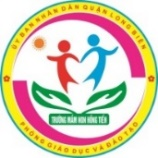 ỦY BAN NHÂN DÂN QUẬN LONG BIÊN
TRƯỜNG MẦM NON HỒNG TIẾN
PHÒNG GIÁO DỤC VÀ ĐÀO TẠO